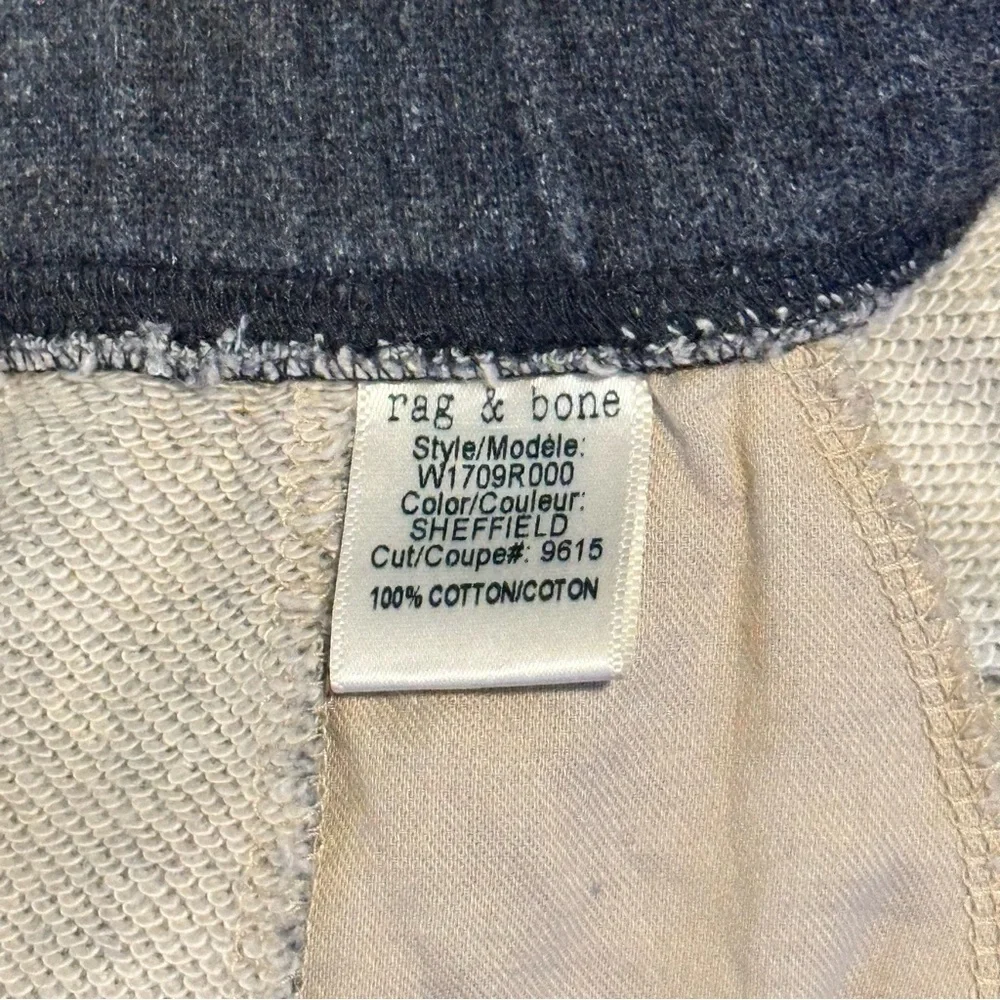 rag & bone
Style/Modèle:
W1709R000
Color/Couleur:
SHEFFIELD
Cut/Coupe#: 9615
100% COTTON/COTON